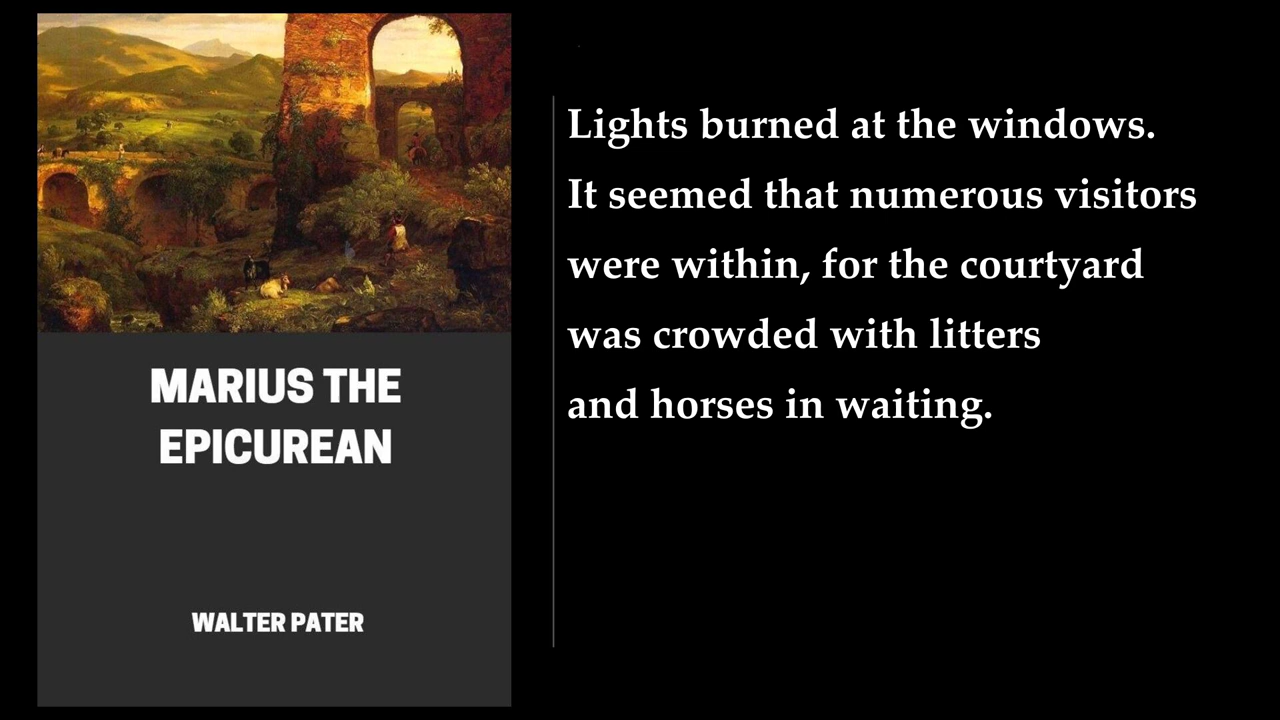 MARIUS THE
EPICUREAN
WALTER PATER
Lights burned at the windows.
It seemed that numerous visitors
were within, for the courtyard
was crowded with litters
and horses in waiting.